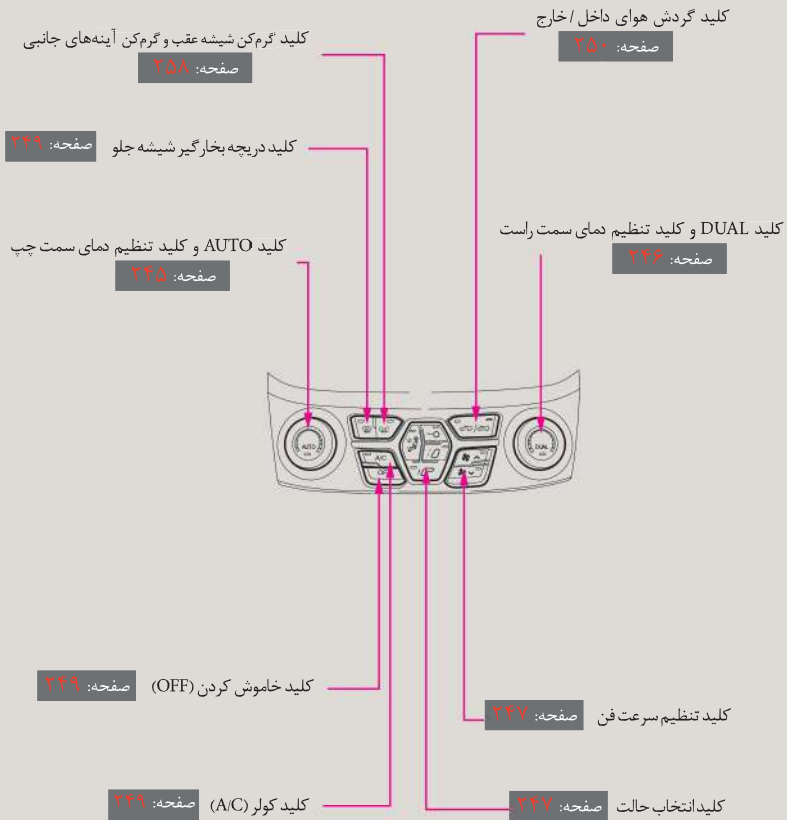 کلید گردش هوای داخل / خارج
صفحه: ۲۵۰
کلید گرم‌کن شیشه عقب و گرم‌کن آینه‌های جانبی
صفحه: ۲۵۸
کلید دریچه بخارگیر شیشه جلو صفحه: ۲۴۹
کلید DUAL و کلید تنظیم دمای سمت راست
صفحه: ۲۴۶
کلید AUTO و کلید تنظیم دمای سمت چپ
صفحه: ۲۴۵
AUTO
A/C
OFF
DUAL
کلید خاموش کردن (OFF) صفحه: ۲۴۹
کلید تنظیم سرعت فن صفحه: ۲۴۷
کلید کولر (A/C) صفحه: ۲۴۹
کلید انتخاب حالت صفحه: ۲۴۷